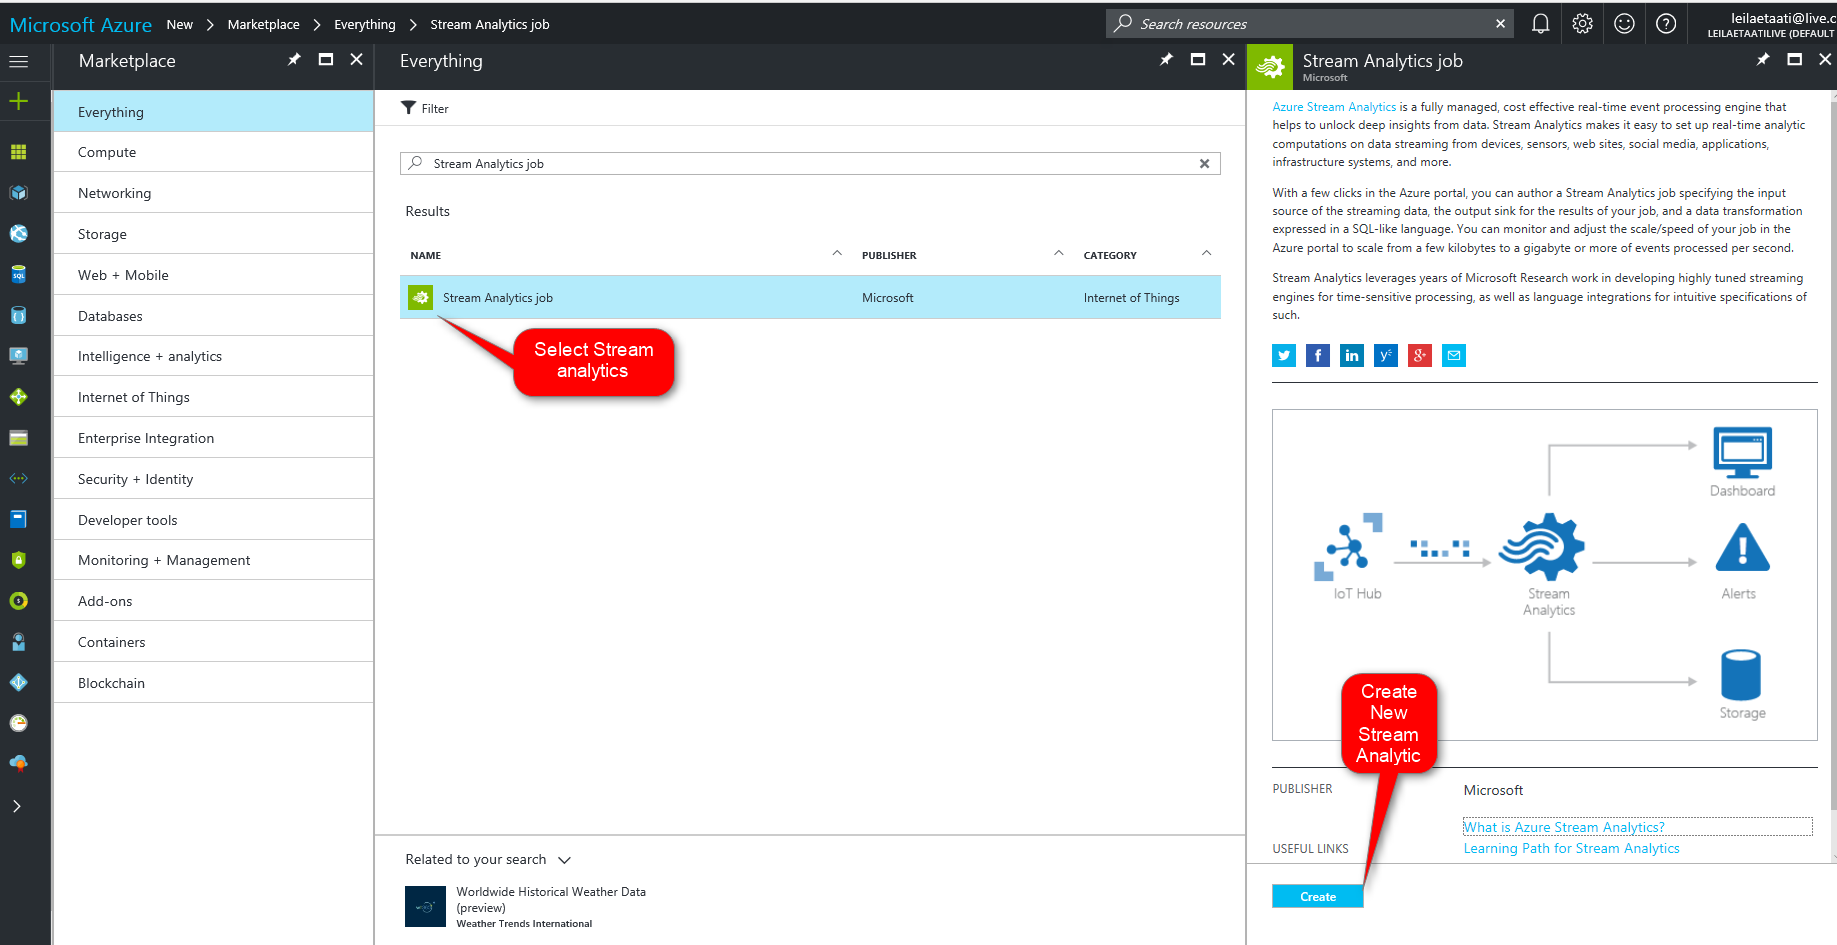 Microsoft Azure New > Marketplace > Everything > Stream Analytics job
Search resources
leilaetaati@live.c
LEILAETAATILIVE (DEFAULT
Marketplace
Everything
Compute
Networking
Storage
Web + Mobile
Databases
Intelligence + analytics
Internet of Things
Enterprise Integration
Security + Identity
Developer tools
Monitoring + Management
Add-ons
Containers
Blockchain
Everything
Filter
Stream Analytics job
Results
NAME PUBLISHER CATEGORY
Stream Analytics job Microsoft Internet of Things
Select Stream
analytics
Related to your search
Worldwide Historical Weather Data
(preview)
Weather Trends International
Stream Analytics job
Microsoft
Azure Stream Analytics is a fully managed, cost effective real-time event processing engine that
helps to unlock deep insights from data. Stream Analytics makes it easy to set up real-time analytic
computations on data streaming from devices, sensors, web sites, social media, applications,
infrastructure systems, and more.
With a few clicks in the Azure portal, you can author a Stream Analytics job specifying the input
source of the streaming data, the output sink for the results of your job, and a data transformation
expressed in a SQL-like language. You can monitor and adjust the scale/speed of your job in the
Azure portal to scale from a few kilobytes to a gigabyte or more of events processed per second.
Stream Analytics leverages years of Microsoft Research work in developing highly tuned streaming
engines for time-sensitive processing, as well as language integrations for intuitive specifications of
such.
Dashboard
IoT Hub
Stream
Analytics
Alerts
Storage
Create
New
Stream
Analytic
PUBLISHER Microsoft
What is Azure Stream Analytics?
USEFUL LINKS Learning Path for Stream Analytics
Create